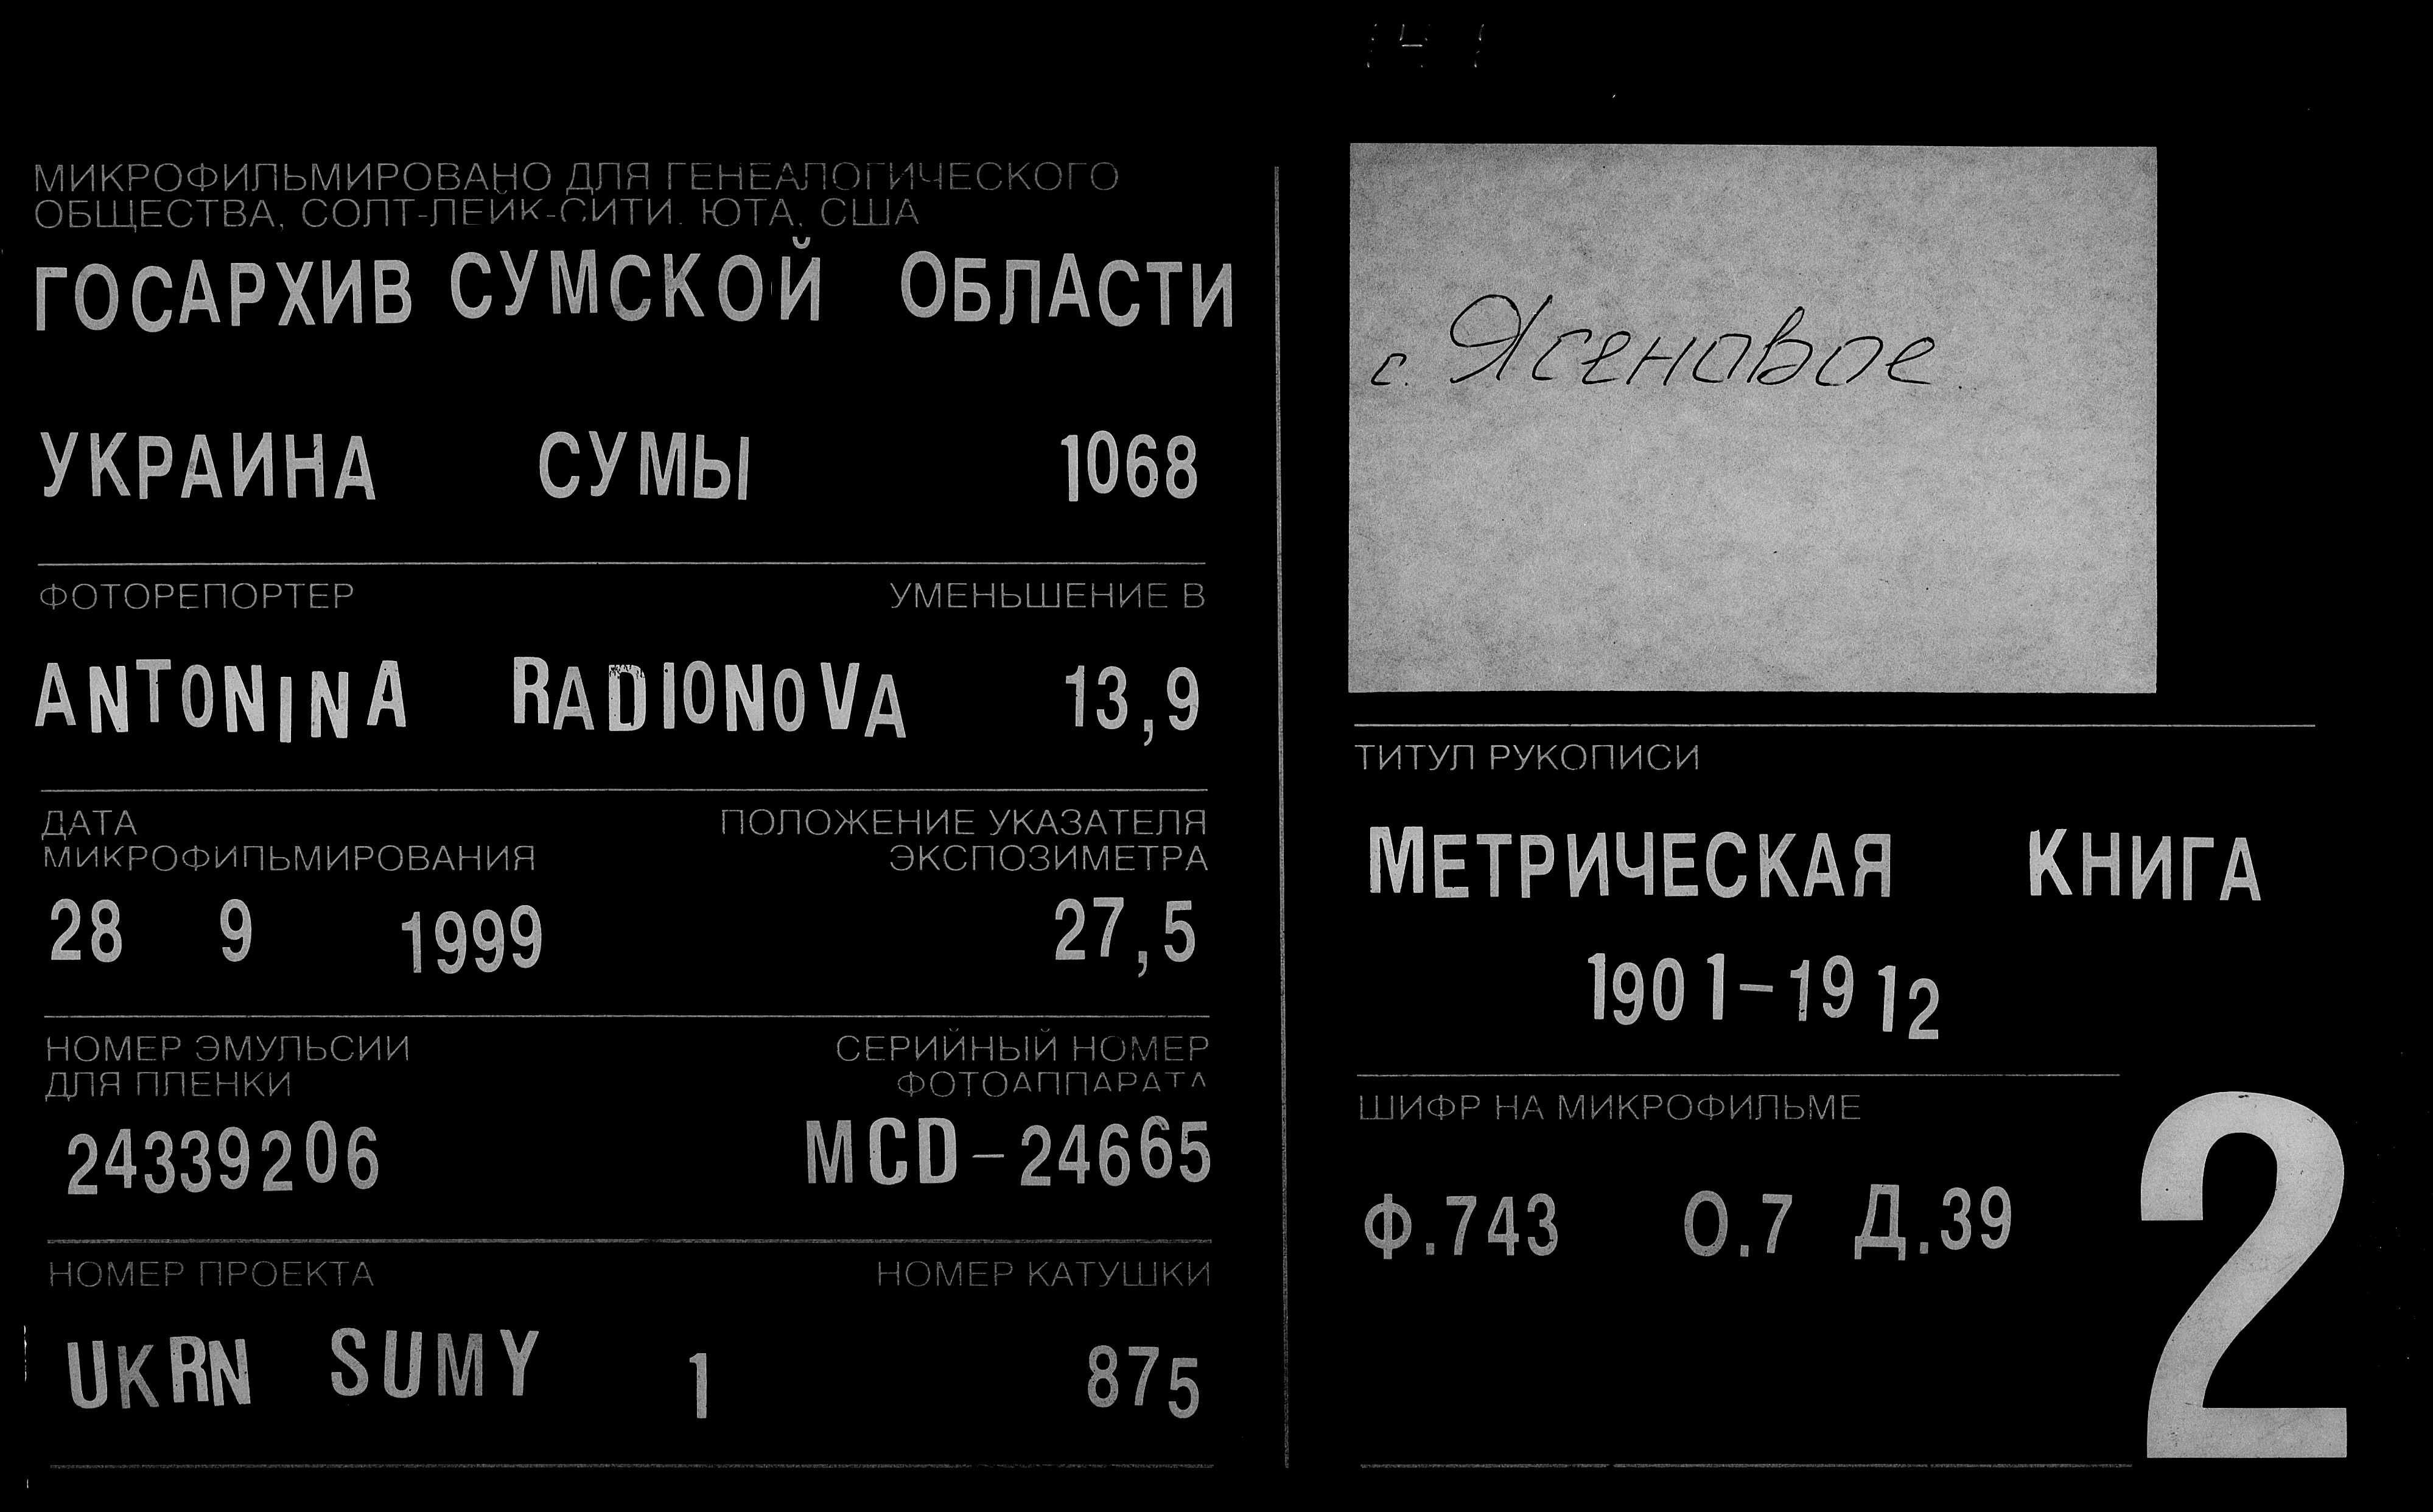 МИКРОФИЛЬМИРОВАНО ДЛЯ ГЕНЕАЛОГИЧЕСКОГО
ОБЩЕСТВА, СОЛТ-ЛЕЙК-СИТИ, ЮТА, США
ГОСАРХИВ СУМСКОЙ ОБЛАСТИ
УКРАИНА СУМЫ 1068
ФОТОРЕПОРТЕР УМЕНЬШЕНИЕ В
ANTONINA RADIONOVA 13,9
ДАТА ПОЛОЖЕНИЕ УКАЗАТЕЛЯ
МИКРОФИЛЬМИРОВАНИЯ ЭКСПОЗИМЕТРА
28 9 1999 27,5
НОМЕР ЭМУЛЬСИИ СЕРИЙНЫЙ НОМЕР
ДЛЯ ПЛЕНКИ ФОТОАППАРАТА
24339206 MCD-24665
НОМЕР ПРОЕКТА НОМЕР КАТУШКИ
UKRN SUMY 1 875
с. Ясеновое.
ТИТУЛ РУКОПИСИ
МЕТРИЧЕСКАЯ КНИГА
1901-1912
ШИФР НА МИКРОФИЛЬМЕ
Ф.743 О.7 Д.39
2